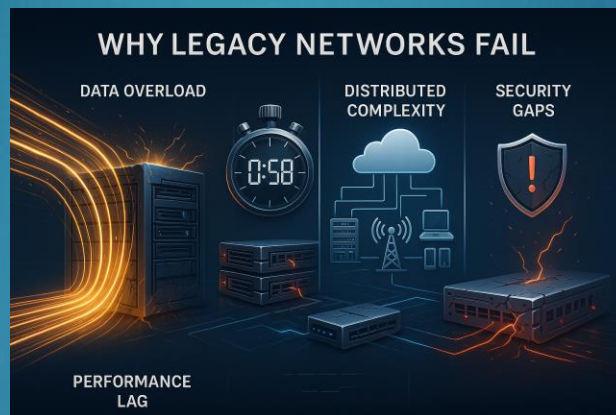 WHY LEGACY NETWORKS FAIL
DATA OVERLOAD
0:58
DISTRIBUTED
COMPLEXITY
SECURITY
GAPS
!
PERFORMANCE
LAG